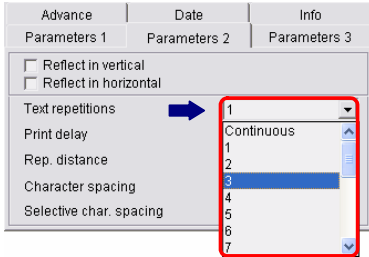 Advance Date Info
Parameters 1 Parameters 2 Parameters 3
Reflect in vertical
Reflect in horizontal
Text repetitions 1
Print delay Continuous
1
Rep. distance 2
3
Character spacing 4
5
Selective char. spacing 6
7